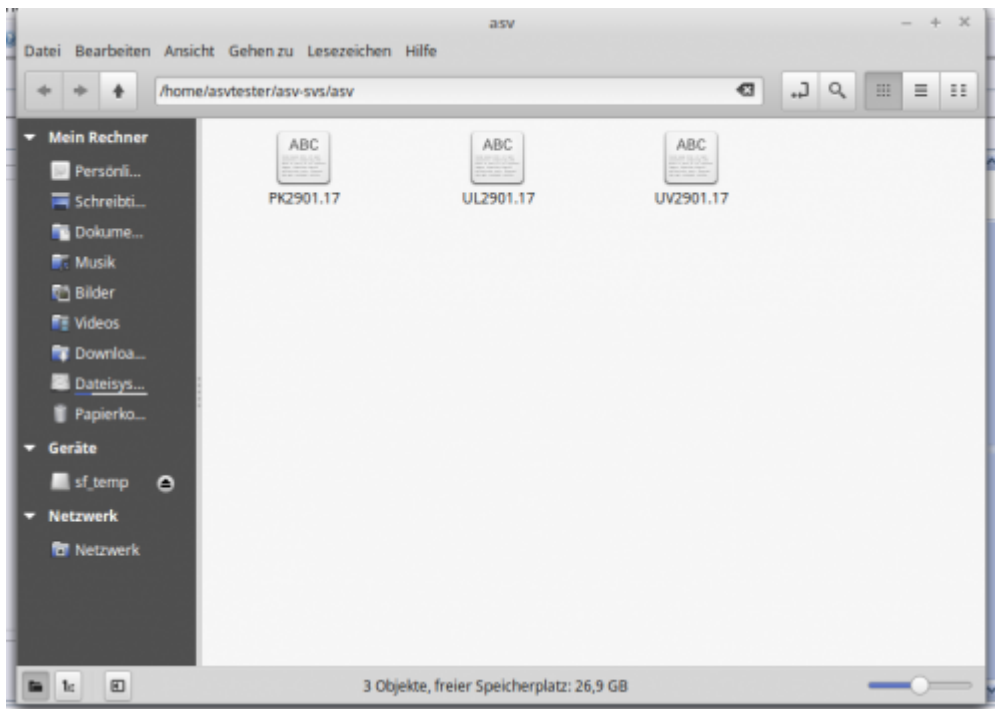 asv
Datei Bearbeiten Ansicht Gehen zu Lesezeichen Hilfe
/home/asvtester/asv-svs/asv
Mein Rechner
Persönli...
Schreibti...
Dokume...
Musik
Bilder
Videos
Downloa...
Dateisys...
Papierko...
Geräte
sf_temp
Netzwerk
Netzwerk
ABC ABC ABC
PK2901.17 UL2901.17 UV2901.17
3 Objekte, freier Speicherplatz: 26,9 GB